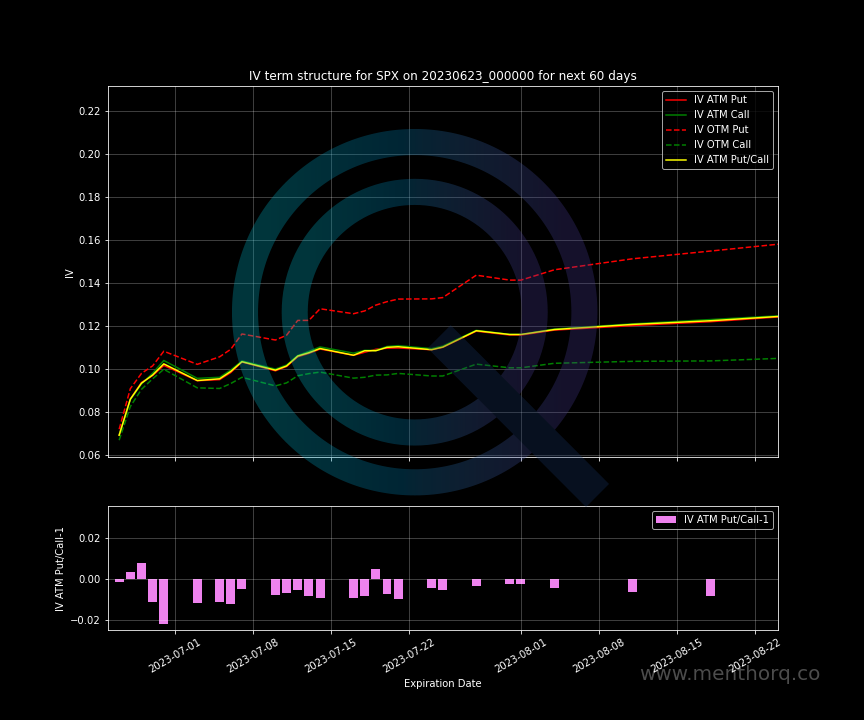 IV term structure for SPX on 20230623_000000 for next 60 days
IV ATM Put
IV ATM Call
IV OTM Put
IV OTM Call
IV ATM Put/Call
IV
0.22
0.20
0.18
0.16
0.14
0.12
0.10
0.08
0.06
IV ATM Put/Call-1
IV ATM Put/Call-1
0.02
0.00
−0.02
2023-07-01
2023-07-08
2023-07-15
2023-07-22
2023-08-01
2023-08-08
2023-08-15
2023-08-22
Expiration Date
www.menthorq.co